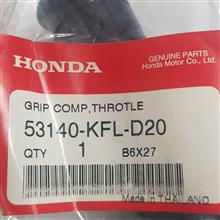 HONDA
GENUINE PARTS
Honda Motor Co., Ltd.
GRIP COMP,THROTLE
53140-KFL-D20
QTY 1 B6X27
Made in THAILAND